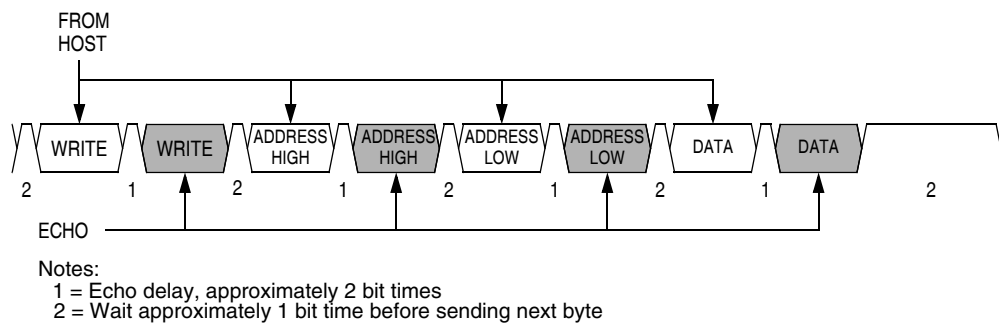 FROM
HOST
WRITE WRITE ADDRESS HIGH ADDRESS HIGH ADDRESS LOW ADDRESS LOW DATA DATA
2 1 2 1 2 1 2 1 2
ECHO
Notes:
1 = Echo delay, approximately 2 bit times
2 = Wait approximately 1 bit time before sending next byte